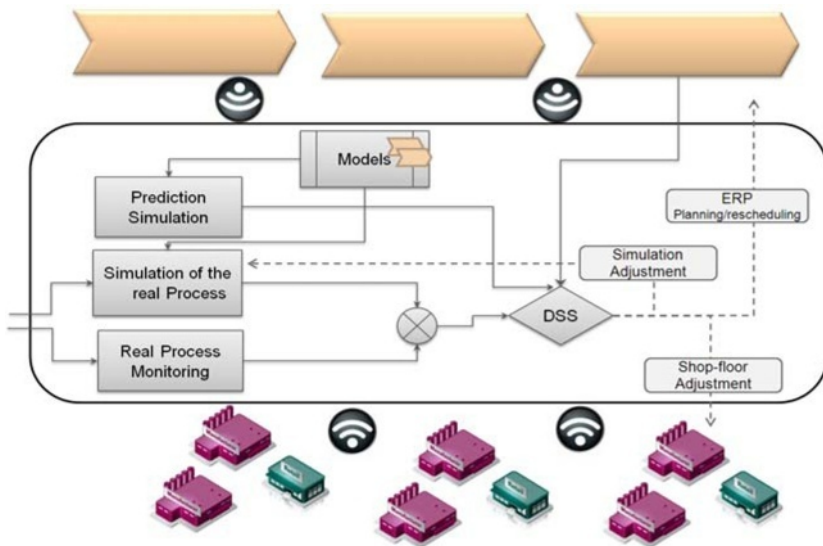 Models
Prediction
Simulation
ERP
Planning/rescheduling
Simulation of the
real Process
Simulation
Adjustment
DSS
Real Process
Monitoring
Shop-floor
Adjustment